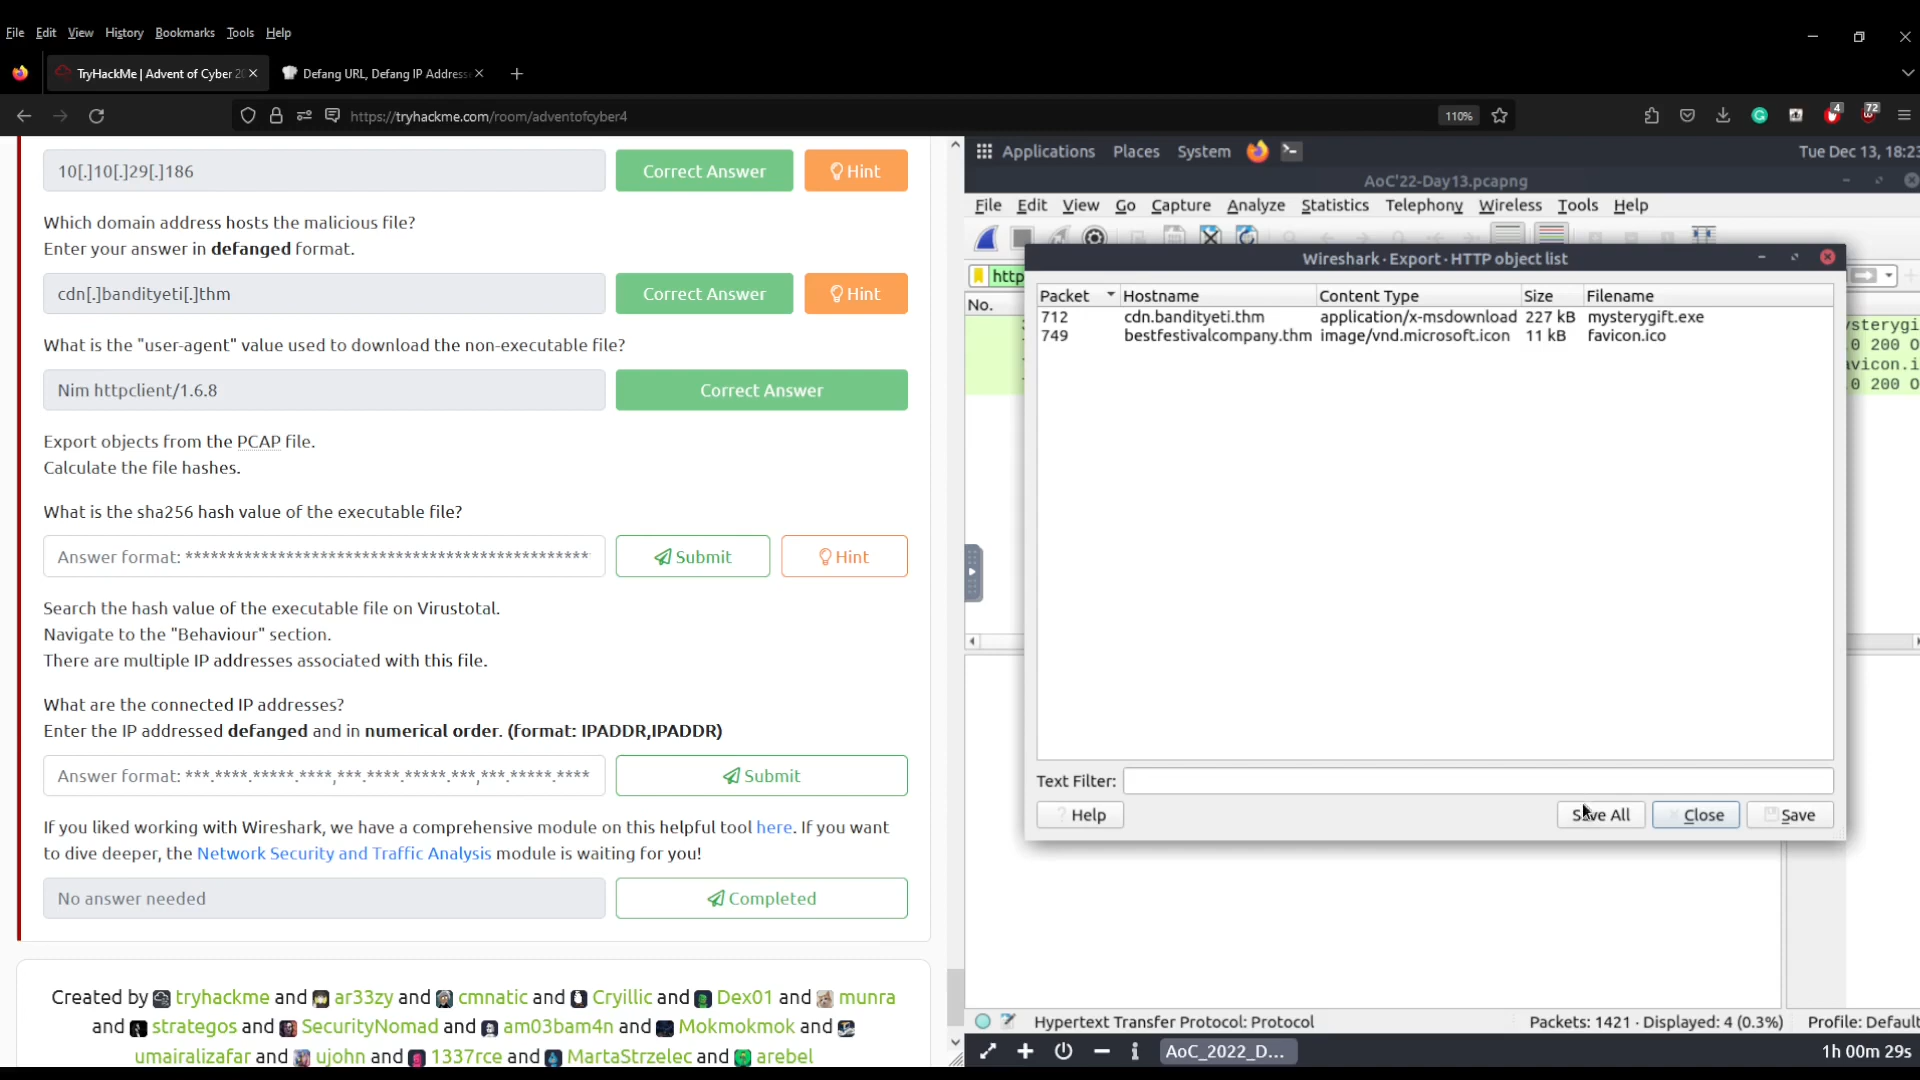 File Edit View History Bookmarks Tools Help
TryHackMe | Advent of Cyber 20
Defang URL, Defang IP Address
https://tryhackme.com/room/adventofcyber4
110%
4
72
10[.]10[.]29[.]186
Correct Answer
Hint
Which domain address hosts the malicious file?
Enter your answer in defanged format.
cdn[.]bandityeti[.]thm
Correct Answer
Hint
What is the "user-agent" value used to download the non-executable file?
Nim httpclient/1.6.8
Correct Answer
Export objects from the PCAP file.
Calculate the file hashes.
What is the sha256 hash value of the executable file?
Answer format: ************************************************
Submit
Hint
Search the hash value of the executable file on Virustotal.
Navigate to the "Behaviour" section.
There are multiple IP addresses associated with this file.
What are the connected IP addresses?
Enter the IP addressed defanged and in numerical order. (format: IPADDR,IPADDR)
Answer format: ***.****.*****.****,***.****.*****.***,***.*****.****
Submit
If you liked working with Wireshark, we have a comprehensive module on this helpful tool here. If you want
to dive deeper, the Network Security and Traffic Analysis module is waiting for you!
No answer needed
Completed
Created by tryhackme and ar33zy and cmnatic and Cryillic and Dex01 and munra
and strategos and SecurityNomad and am03bam4n and Mokmokmok and
umairalizafar and ujohn and 1337rce and MartaStrzelec and arebel
Applications Places System
Tue Dec 13, 18:23
AoC'22-Day13.pcapng
File Edit View Go Capture Analyze Statistics Telephony Wireless Tools Help
http
No.
Wireshark · Export · HTTP object list
Packet Hostname Content Type Size Filename
712 cdn.bandityeti.thm application/x-msdownload 227 kB mysterygift.exe
749 bestfestivalcompany.thm image/vnd.microsoft.icon 11 kB favicon.ico
ysterygi
0 200 O
avicon.i
0 200 O
Text Filter:
Help
Save All
Close
Save
Hypertext Transfer Protocol: Protocol
Packets: 1421 · Displayed: 4 (0.3%)
Profile: Default
AoC_2022_D...
1h 00m 29s